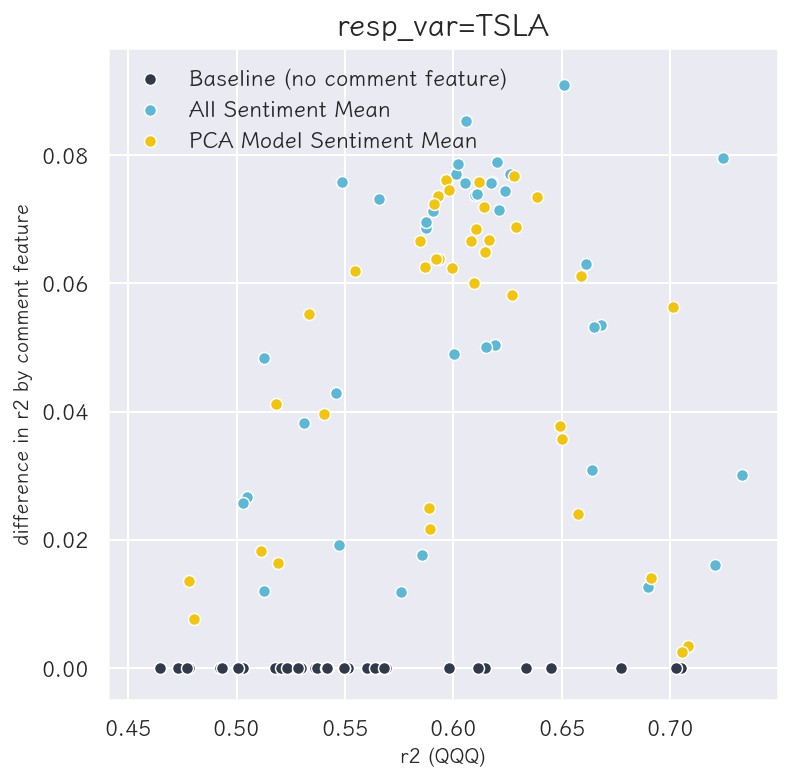 resp_var=TSLA
Baseline (no comment feature)
All Sentiment Mean
PCA Model Sentiment Mean
difference in r2 by comment feature
0.08
0.06
0.04
0.02
0.00
0.45 0.50 0.55 0.60 0.65 0.70
r2 (QQQ)